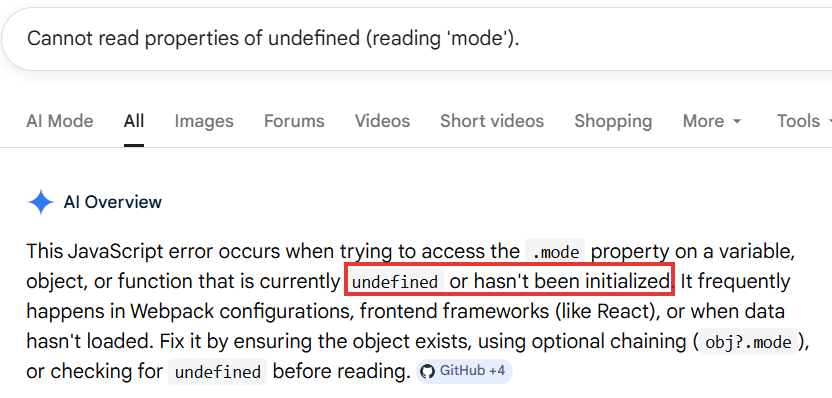 Cannot read properties of undefined (reading 'mode').
AI Mode All Images Forums Videos Short videos Shopping More Tools
AI Overview
This JavaScript error occurs when trying to access the .mode property on a variable,
object, or function that is currently undefined or hasn't been initialized. It frequently
happens in Webpack configurations, frontend frameworks (like React), or when data
hasn't loaded. Fix it by ensuring the object exists, using optional chaining ( obj?.mode ),
or checking for undefined before reading. GitHub +4